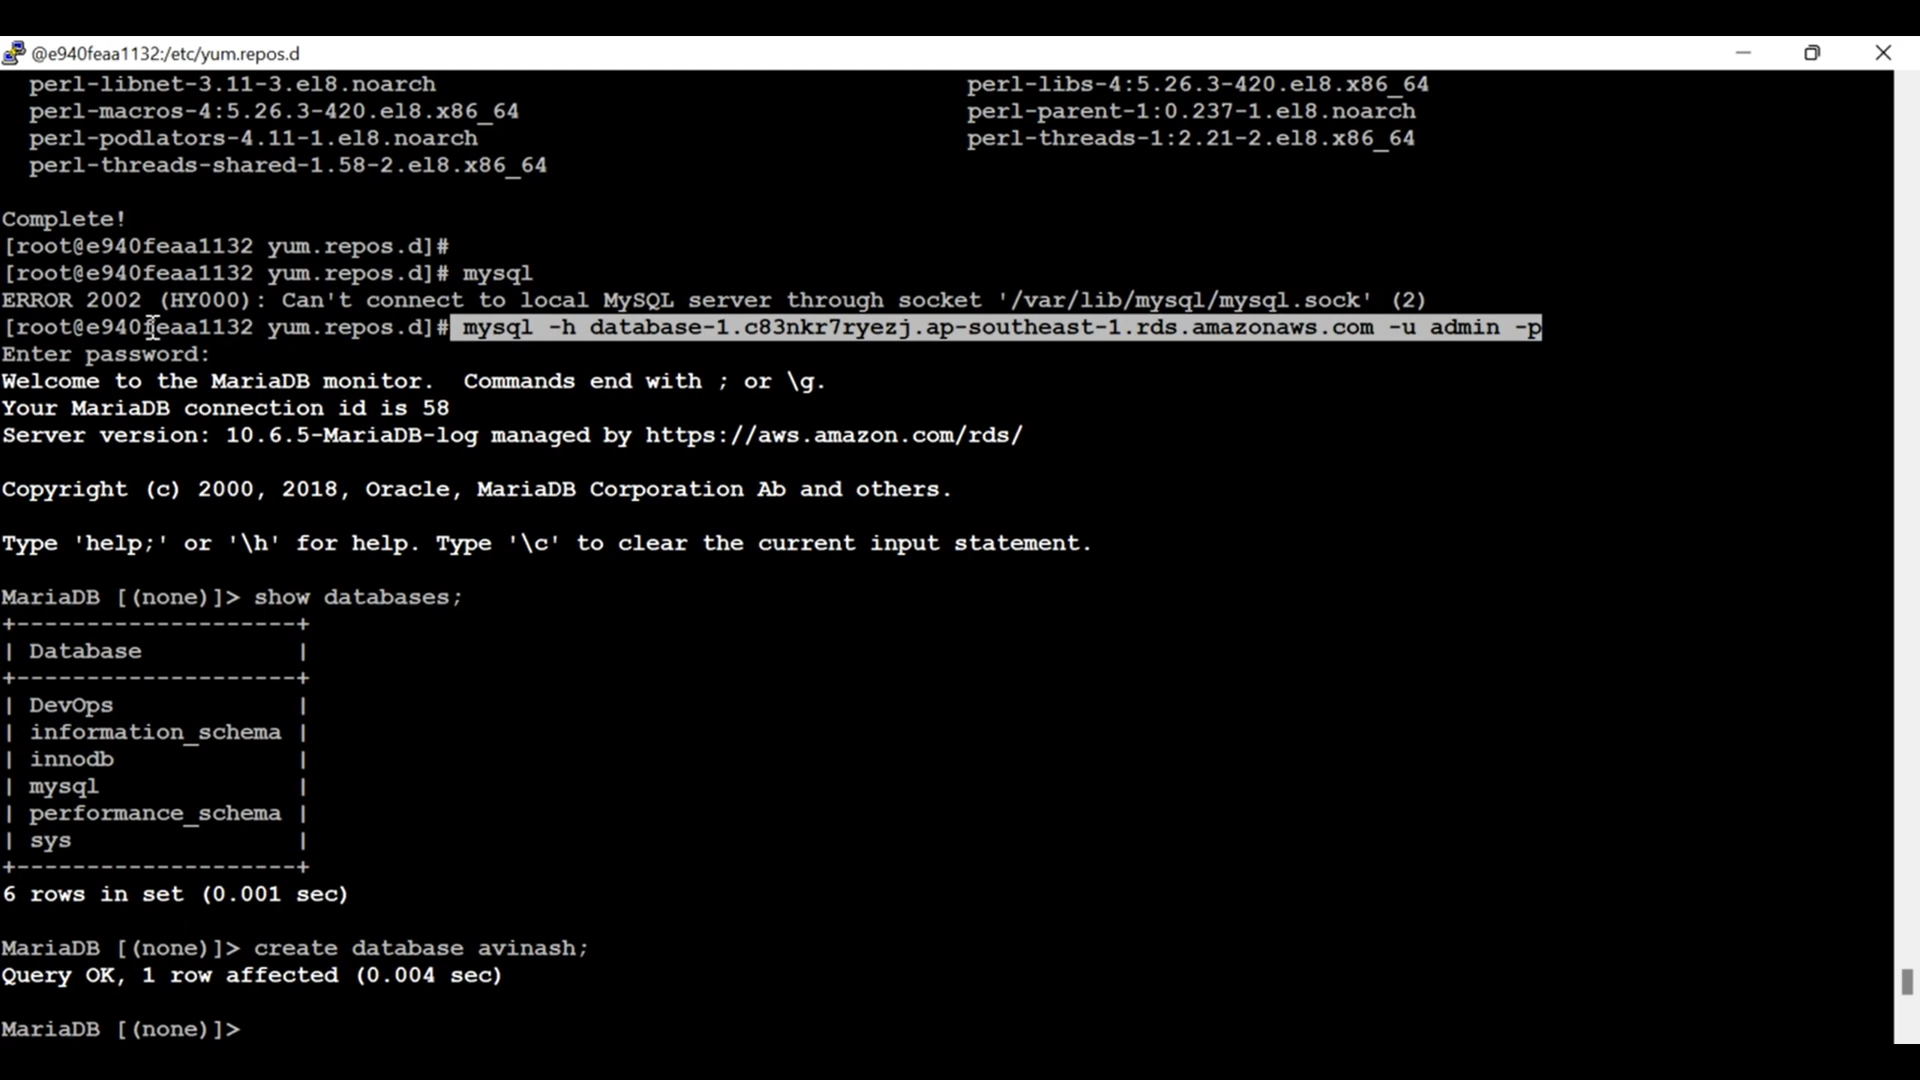 @e940feaa1132:/etc/yum.repos.d
perl-libnet-3.11-3.el8.noarch perl-libs-4:5.26.3-420.el8.x86_64
perl-macros-4:5.26.3-420.el8.x86_64 perl-parent-1:0.237-1.el8.noarch
perl-podlators-4.11-1.el8.noarch perl-threads-1:2.21-2.el8.x86_64
perl-threads-shared-1.58-2.el8.x86_64
Complete!
[root@e940feaa1132 yum.repos.d]#
[root@e940feaa1132 yum.repos.d]# mysql
ERROR 2002 (HY000): Can't connect to local MySQL server through socket '/var/lib/mysql/mysql.sock' (2)
[root@e940feaa1132 yum.repos.d]# mysql -h database-1.c83nkr7ryezj.ap-southeast-1.rds.amazonaws.com -u admin -p
Enter password:
Welcome to the MariaDB monitor.  Commands end with ; or \g.
Your MariaDB connection id is 58
Server version: 10.6.5-MariaDB-log managed by https://aws.amazon.com/rds/
Copyright (c) 2000, 2018, Oracle, MariaDB Corporation Ab and others.
Type 'help;' or '\h' for help. Type '\c' to clear the current input statement.
MariaDB [(none)]> show databases;
+--------------------+
| Database           |
+--------------------+
| DevOps             |
| information_schema |
| innodb             |
| mysql              |
| performance_schema |
| sys                |
+--------------------+
6 rows in set (0.001 sec)
MariaDB [(none)]> create database avinash;
Query OK, 1 row affected (0.004 sec)
MariaDB [(none)]>